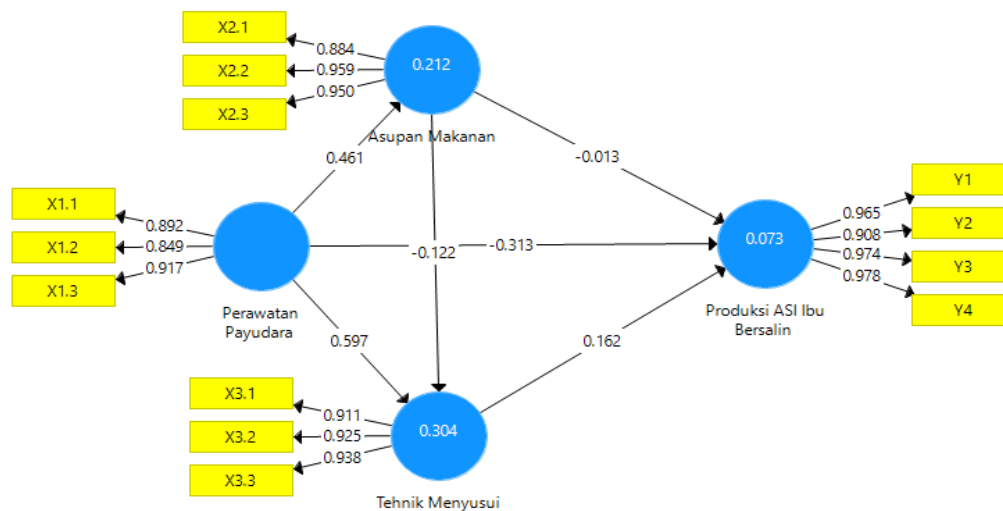 X2.1
0.884
X2.2
0.959
X2.3
0.950
0.212
Asupan Makanan
0.461
-0.013
X1.1
0.892
X1.2
0.849
X1.3
0.917
Perawatan
Payudara
-0.313
-0.122
0.597
0.162
0.073
Produksi ASI Ibu
Bersalin
Y1
0.965
Y2
0.908
Y3
0.974
Y4
0.978
X3.1
0.911
X3.2
0.925
X3.3
0.938
0.304
Tehnik Menyusui